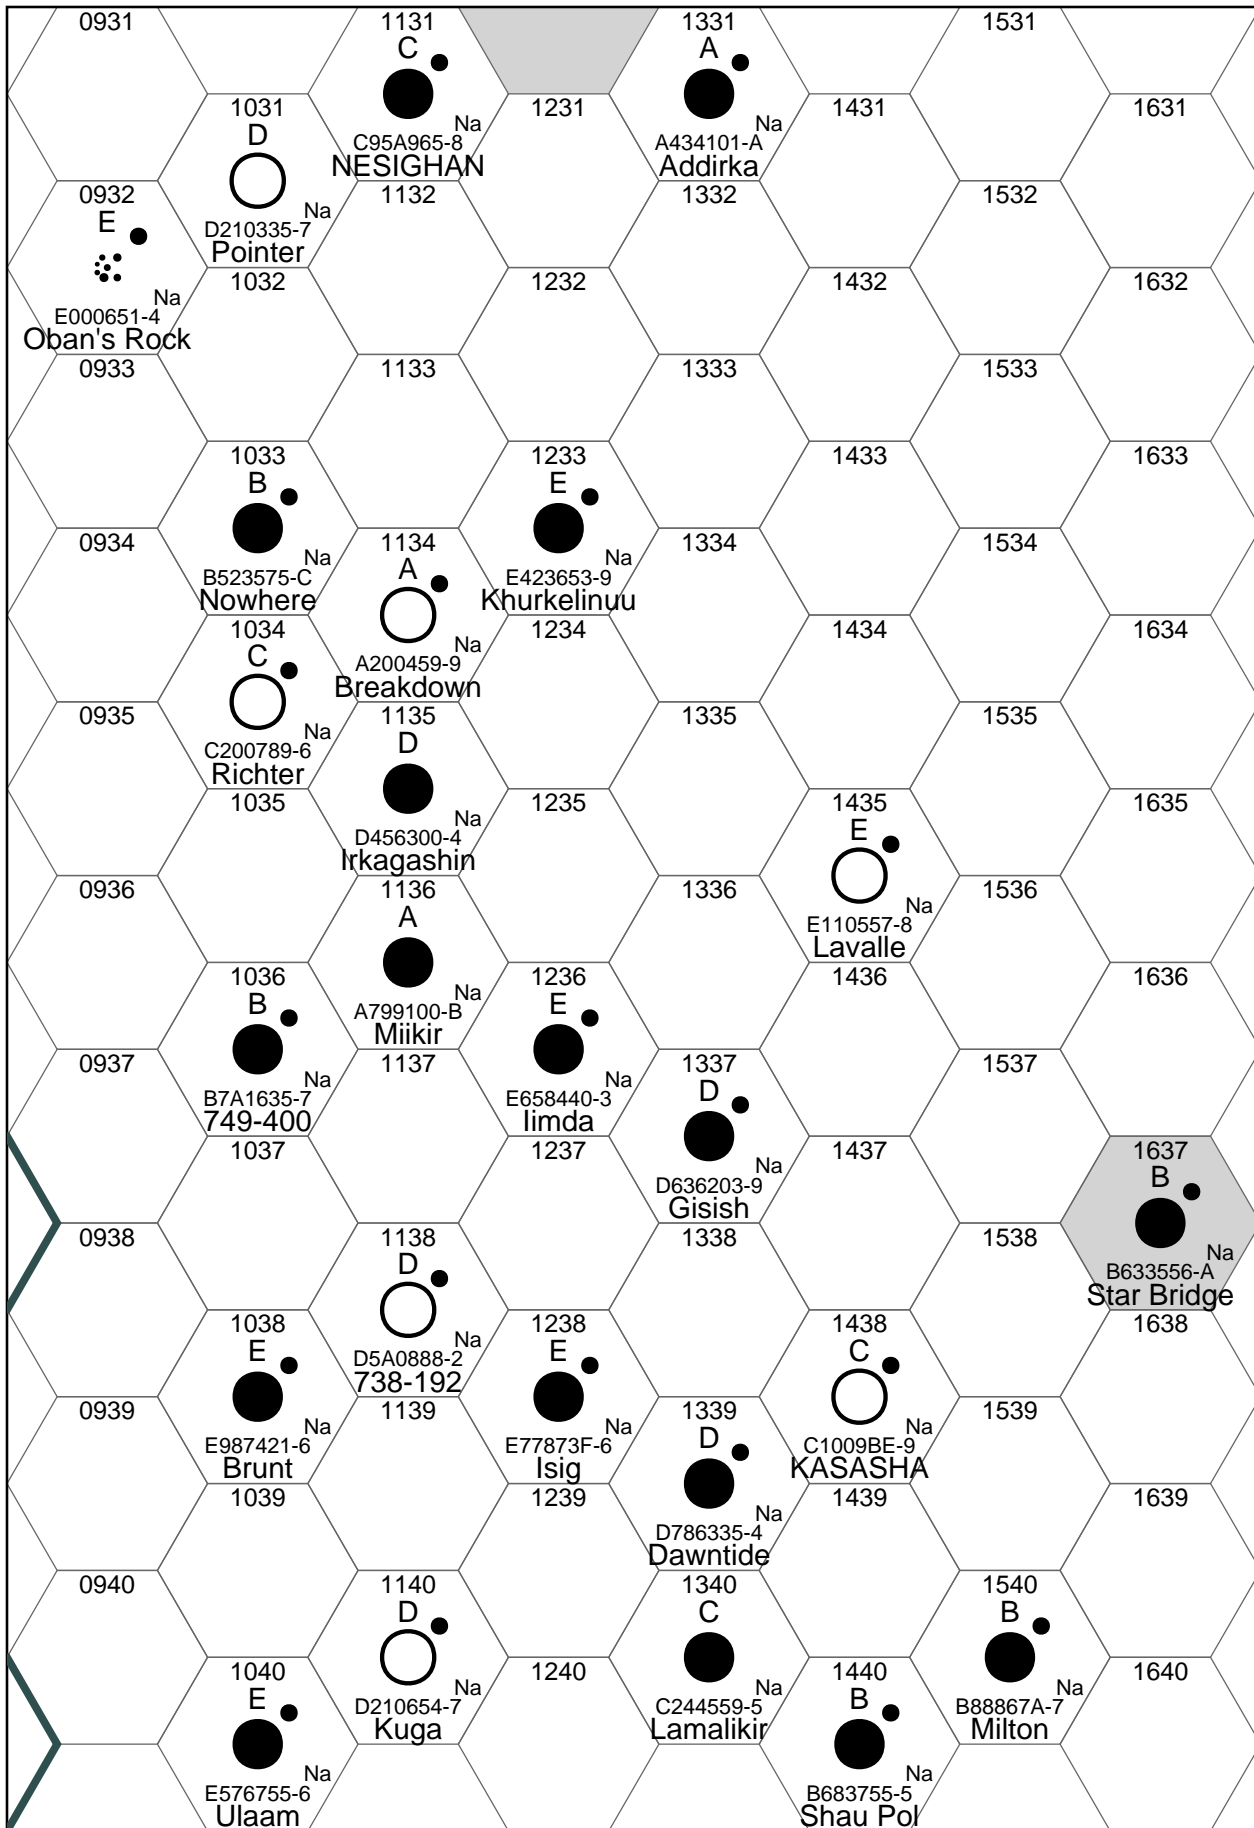 0931
1131
1331
1531
C
A
1031
1231
1431
1631
Na
Na
D
C95A965-8
A434101-A
NESIGHAN
Addirka
0932
1132
1332
1532
E
Na
D210335-7
Pointer
1032
1232
1432
1632
Na
E000651-4
Oban's Rock
0933
1133
1333
1533
1033
1233
1433
1633
B
E
0934
1134
1334
1534
Na
Na
A
B523575-C
E423653-9
Nowhere
Khurkelinuu
1034
1234
1434
1634
C
Na
A200459-9
Breakdown
0935
1135
1335
1535
Na
D
C200789-6
Richter
1035
1235
1435
1635
Na
E
D456300-4
Irkagashin
0936
1136
1336
1536
A
Na
E110557-8
Lavalle
1036
1236
1436
1636
Na
B
E
A799100-B
Miikir
0937
1137
1337
1537
Na
Na
D
B7A1635-7
E658440-3
749-400
Iimda
1037
1237
1437
1637
Na
B
D636203-9
Gisish
0938
1138
1338
1538
D
Na
B633556-A
Star Bridge
1038
1238
1438
1638
Na
E
E
C
D5A0888-2
738-192
0939
1139
1339
1539
Na
Na
D
Na
E987421-6
E77873F-6
C1009BE-9
Brunt
Isig
KASASHA
1039
1239
1439
1639
Na
D786335-4
Dawntide
0940
1140
1340
1540
D
C
B
1040
1240
1440
1640
Na
Na
Na
E
B
D210654-7
C244559-5
B88867A-7
Kuga
Lamalikir
Milton
Na
Na
E576755-6
B683755-5
Ulaam
Shau Pol